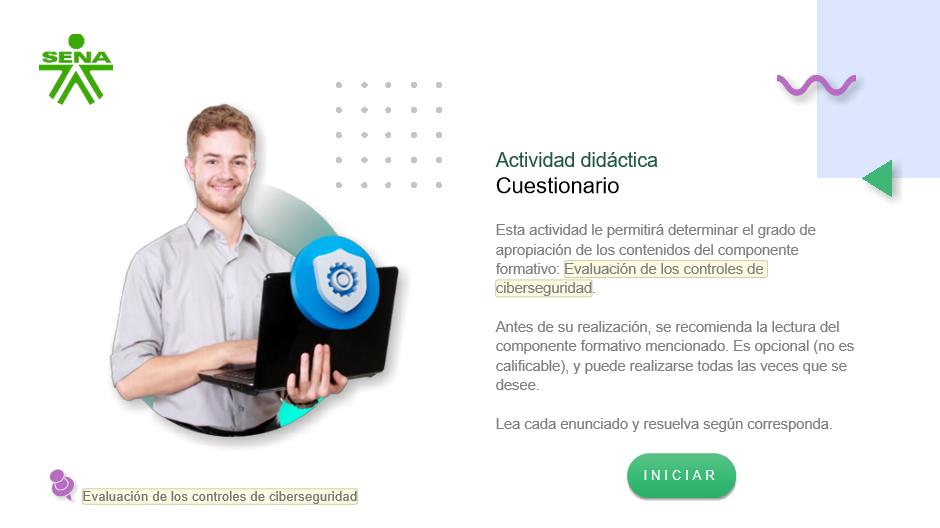 SENA
Actividad didáctica
Cuestionario
Esta actividad le permitirá determinar el grado de
apropiación de los contenidos del componente
formativo: Evaluación de los controles de
ciberseguridad.
Antes de su realización, se recomienda la lectura del
componente formativo mencionado. Es opcional (no es
calificable), y puede realizarse todas las veces que se
desee.
Lea cada enunciado y resuelva según corresponda.
INICIAR
Evaluación de los controles de ciberseguridad